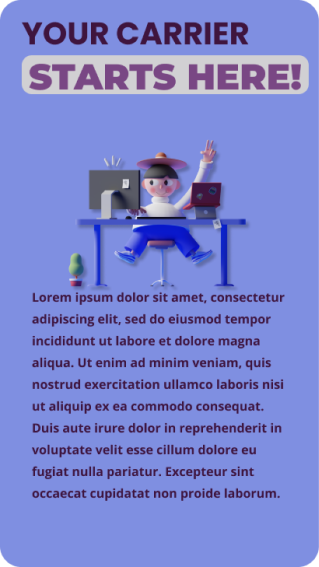 YOUR CARRIER
STARTS HERE!
Lorem ipsum dolor sit amet, consectetur
adipiscing elit, sed do eiusmod tempor
incididunt ut labore et dolore magna
aliqua. Ut enim ad minim veniam, quis
nostrud exercitation ullamco laboris nisi
ut aliquip ex ea commodo consequat.
Duis aute irure dolor in reprehenderit in
voluptate velit esse cillum dolore eu
fugiat nulla pariatur. Excepteur sint
occaecat cupidatat non proide laborum.